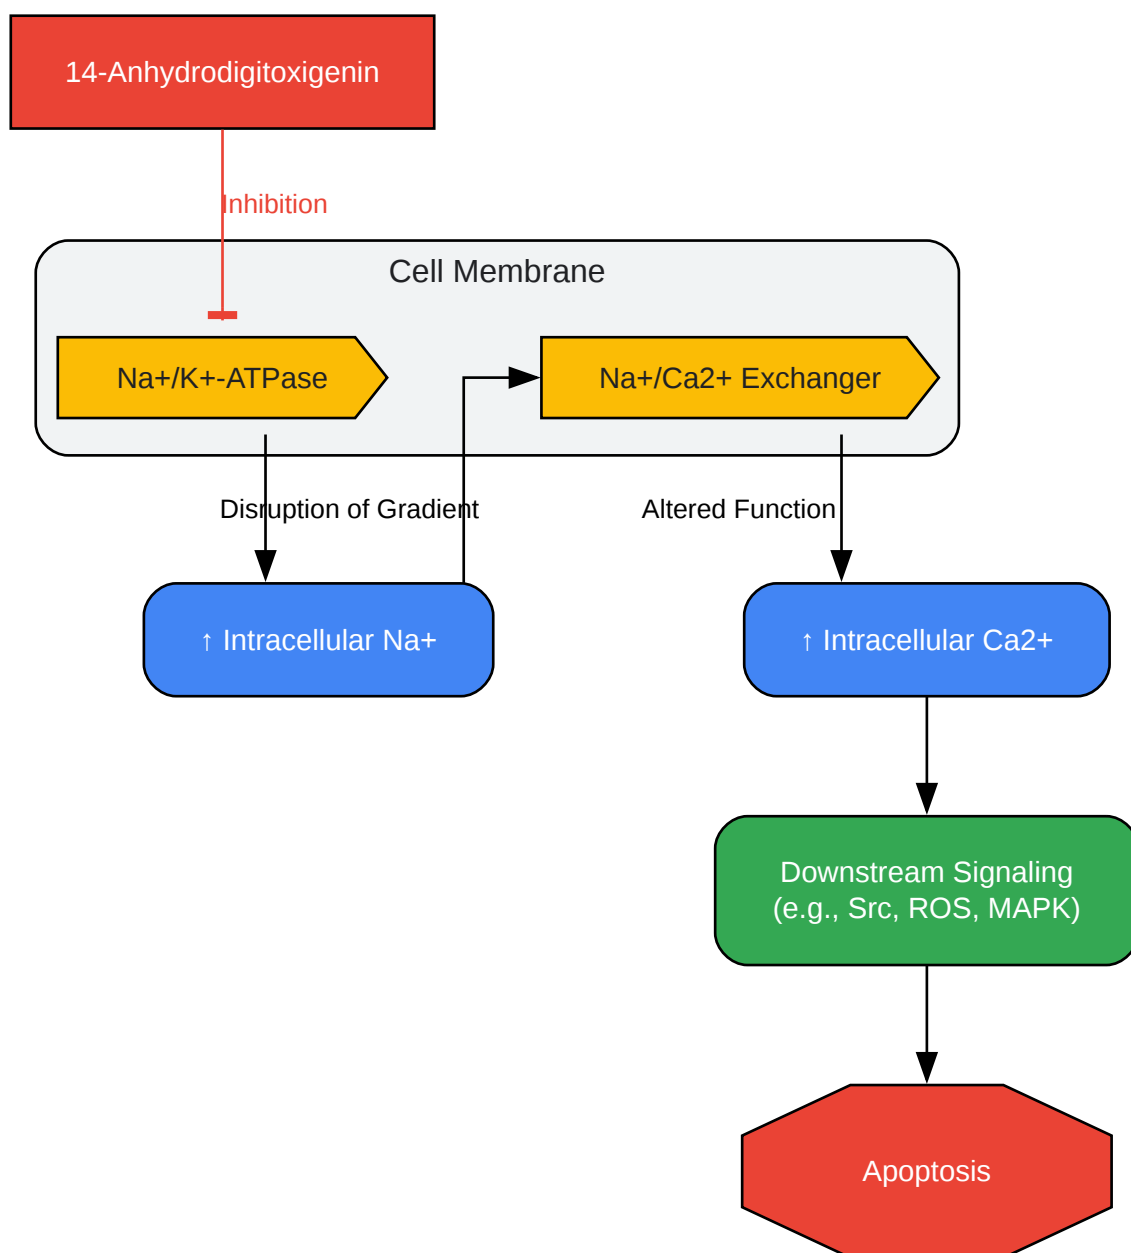 14-Anhydrodigitoxigenin
Inhibition
Cell Membrane
Na+/K+-ATPase
Na+/Ca2+ Exchanger
Disruption of Gradient
Altered Function
↑ Intracellular Na+
↑ Intracellular Ca2+
Downstream Signaling
(e.g., Src, ROS, MAPK)
Apoptosis